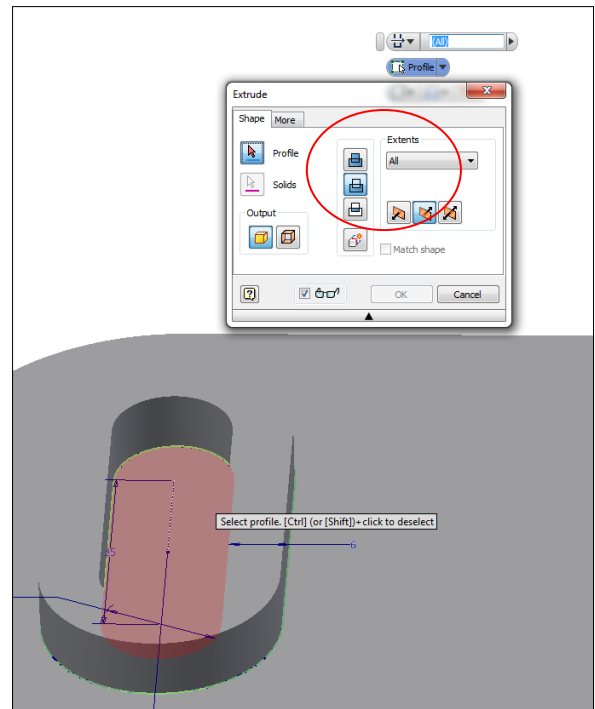 (All)
Profile
Extrude
Shape More
Extents
Profile
All
Solids
Output
Match shape
OK Cancel
Select profile. [Ctrl] (or [Shift])+click to deselect
6